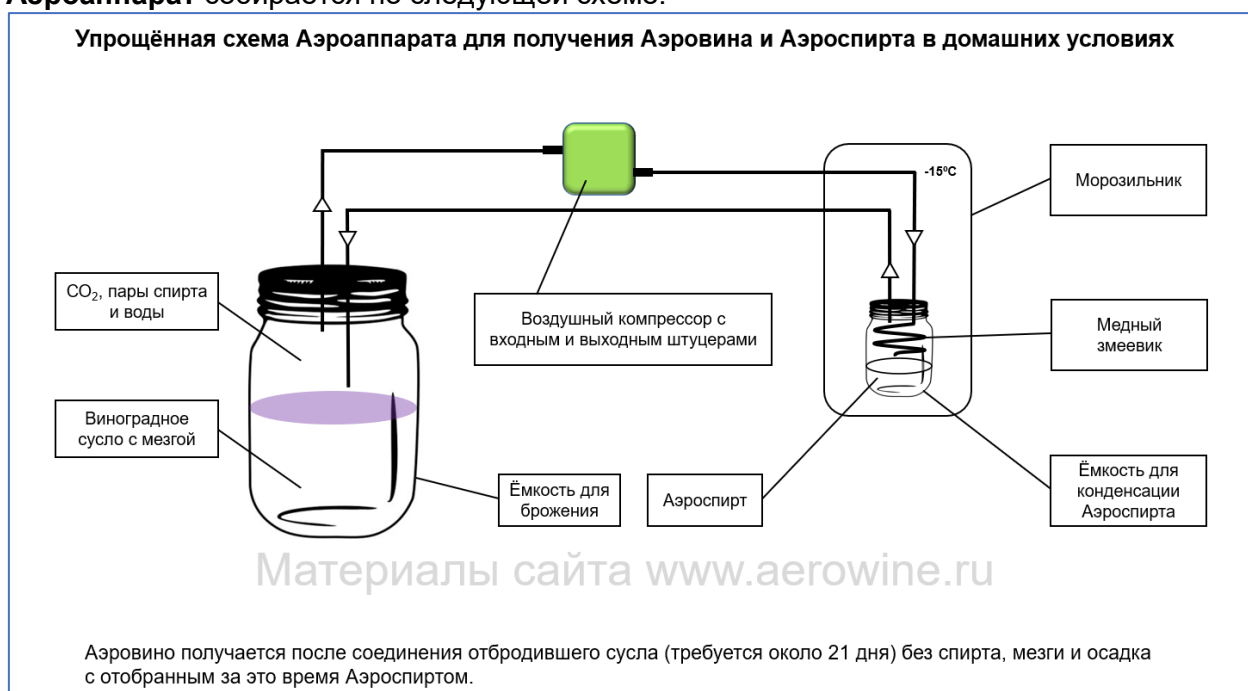 Аэроаппарат собирается по следующей схеме:
Упрощённая схема Аэроаппарата для получения Аэровина и Аэроспирта в домашних условиях
-15ºС
Морозильник
CO₂, пары спирта
и воды
Воздушный компрессор с
входным и выходным штуцерами
Медный
змеевик
Виноградное
сусло с мезгой
Ёмкость для
брожения
Аэроспирт
Ёмкость для
конденсации
Аэроспирта
Материалы сайта www.aerowine.ru
Аэровино получается после соединения отбродившего сусла (требуется около 21 дня) без спирта, мезги и осадка
с отобранным за это время Аэроспиртом.